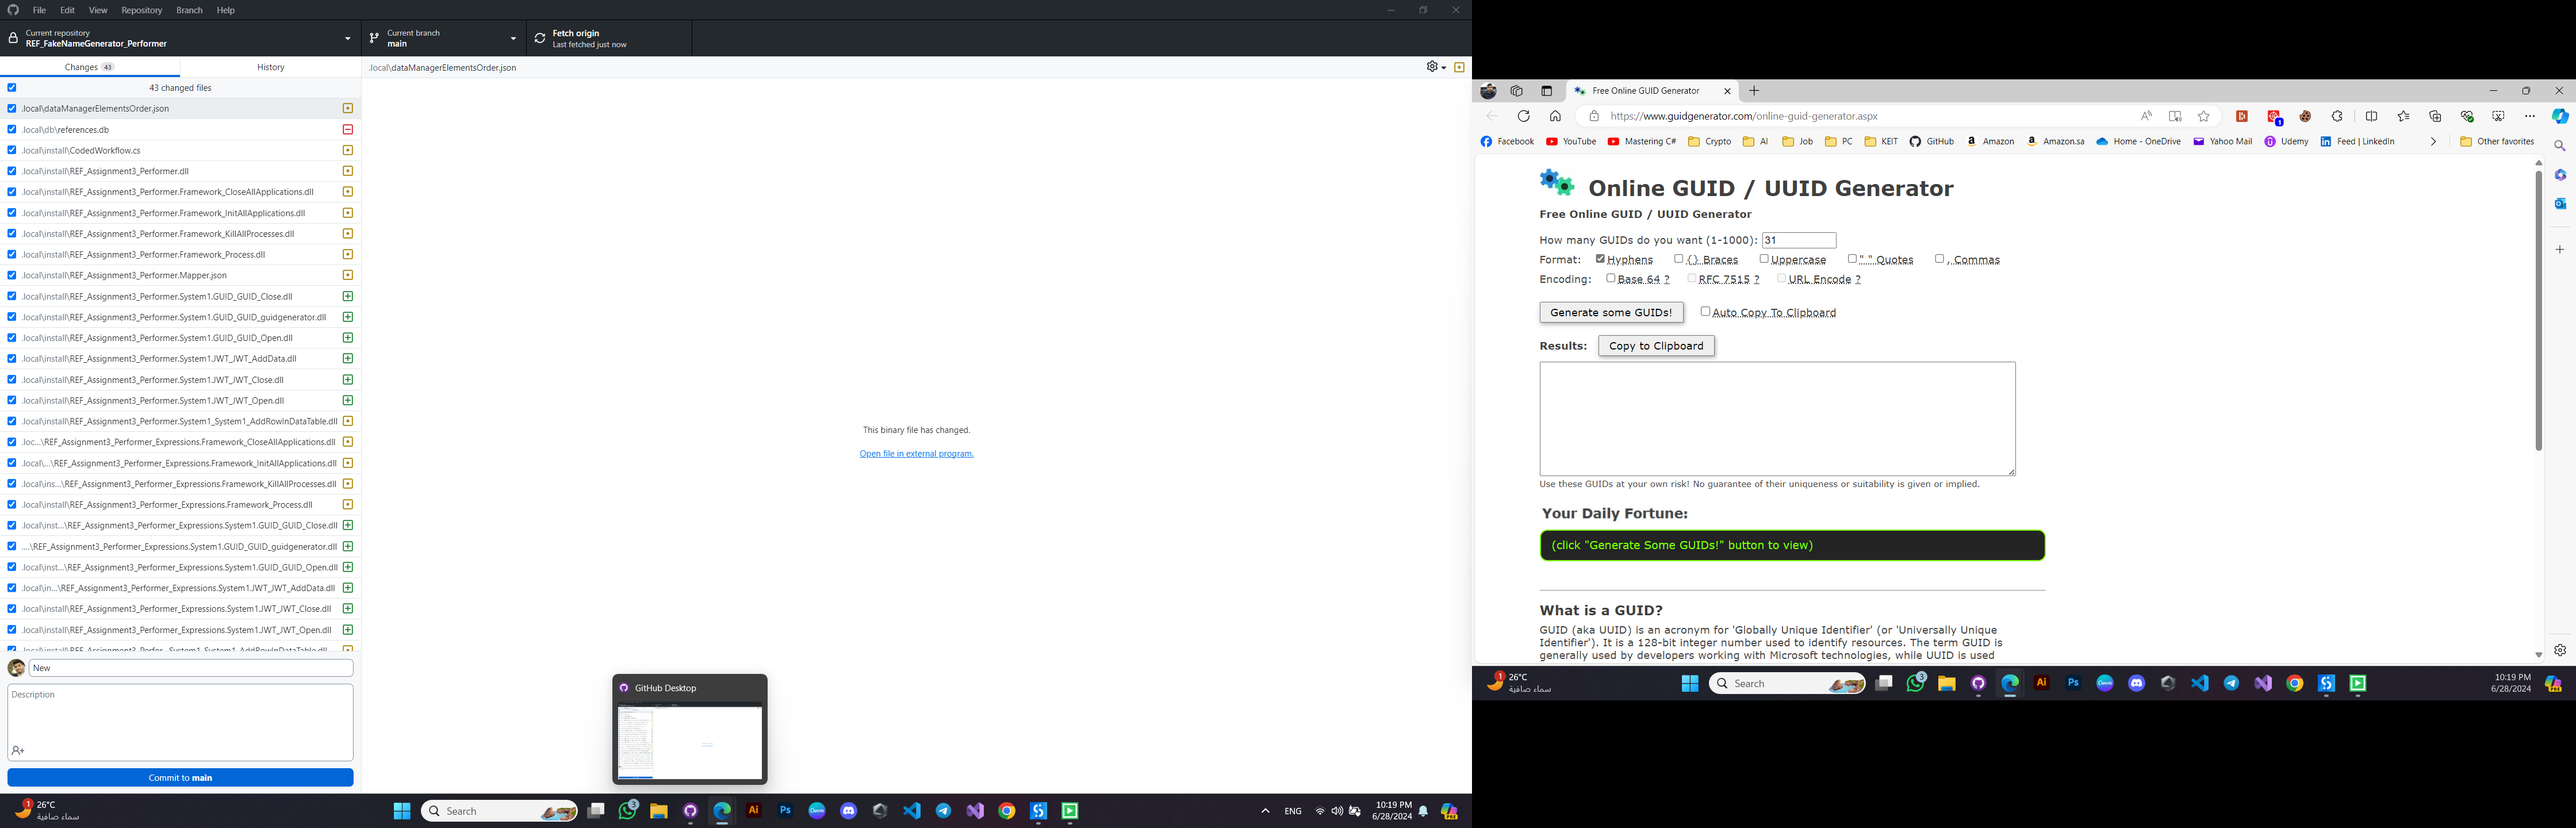 File Edit View Repository Branch Help
Current repository
REF_FakeNameGenerator_Performer
Current branch
main
Fetch origin
Last fetched just now
Changes 43
History
.local\dataManagerElementsOrder.json
43 changed files
.local\dataManagerElementsOrder.json
.local\db\references.db
.local\install\CodedWorkflow.cs
.local\install\REF_Assignment3_Performer.dll
.local\install\REF_Assignment3_Performer.Framework_CloseAllApplications.dll
.local\install\REF_Assignment3_Performer.Framework_InitAllApplications.dll
.local\install\REF_Assignment3_Performer.Framework_KillAllProcesses.dll
.local\install\REF_Assignment3_Performer.Framework_Process.dll
.local\install\REF_Assignment3_Performer.Mapper.json
.local\install\REF_Assignment3_Performer.System1.GUID_GUID_Close.dll
.local\install\REF_Assignment3_Performer.System1.GUID_GUID_guidgenerator.dll
.local\install\REF_Assignment3_Performer.System1.GUID_GUID_Open.dll
.local\install\REF_Assignment3_Performer.System1.JWT_JWT_AddData.dll
.local\install\REF_Assignment3_Performer.System1.JWT_JWT_Close.dll
.local\install\REF_Assignment3_Performer.System1.JWT_JWT_Open.dll
.local\install\REF_Assignment3_Performer.System1_System1_AddRowInDataTable.dll
.loc...\REF_Assignment3_Performer_Expressions.Framework_CloseAllApplications.dll
.local\...\REF_Assignment3_Performer_Expressions.Framework_InitAllApplications.dll
.local\ins...\REF_Assignment3_Performer_Expressions.Framework_KillAllProcesses.dll
.local\install\REF_Assignment3_Performer_Expressions.Framework_Process.dll
.local\inst...\REF_Assignment3_Performer_Expressions.System1.GUID_GUID_Close.dll
....\REF_Assignment3_Performer_Expressions.System1.GUID_GUID_guidgenerator.dll
.local\inst...\REF_Assignment3_Performer_Expressions.System1.GUID_GUID_Open.dll
.local\in...\REF_Assignment3_Performer_Expressions.System1.JWT_JWT_AddData.dll
.local\install\REF_Assignment3_Performer_Expressions.System1.JWT_JWT_Close.dll
.local\install\REF_Assignment3_Performer_Expressions.System1.JWT_JWT_Open.dll
New
Description
Commit to main
This binary file has changed.
Open file in external program.
GitHub Desktop
1 26°C
سماء صافية
Search
3
Ai
Ps
Canva
ENG
10:19 PM
6/28/2024
Free Online GUID Generator
https://www.guidgenerator.com/online-guid-generator.aspx
1
Facebook YouTube Mastering C# Crypto AI Job PC KEIT GitHub Amazon Amazon.sa Home - OneDrive Yahoo Mail Udemy Feed | LinkedIn Other favorites
Online GUID / UUID Generator
Free Online GUID / UUID Generator
How many GUIDs do you want (1-1000): 31
Format: Hyphens {} Braces Uppercase " " Quotes , Commas
Encoding: Base 64 ? RFC 7515 ? URL Encode ?
Generate some GUIDs! Auto Copy To Clipboard
Results: Copy to Clipboard
Use these GUIDs at your own risk! No guarantee of their uniqueness or suitability is given or implied.
Your Daily Fortune:
(click "Generate Some GUIDs!" button to view)
What is a GUID?
GUID (aka UUID) is an acronym for 'Globally Unique Identifier' (or 'Universally Unique
Identifier'). It is a 128-bit integer number used to identify resources. The term GUID is
generally used by developers working with Microsoft technologies, while UUID is used
1 26°C
سماء صافية
Search
3
Ai
Ps
Canva
10:19 PM
6/28/2024